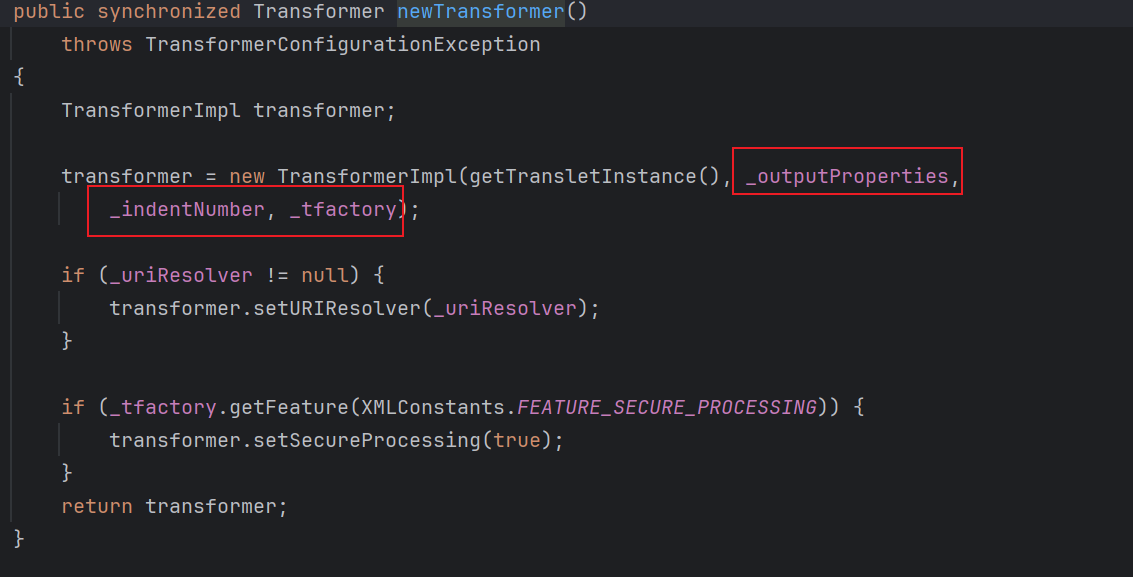 public synchronized Transformer newTransformer()
    throws TransformerConfigurationException
{
    TransformerImpl transformer;
    transformer = new TransformerImpl(getTransletInstance(), _outputProperties,
        _indentNumber, _tfactory);
    if (_uriResolver != null) {
        transformer.setURIResolver(_uriResolver);
    }
    if (_tfactory.getFeature(XMLConstants.FEATURE_SECURE_PROCESSING)) {
        transformer.setSecureProcessing(true);
    }
    return transformer;
}